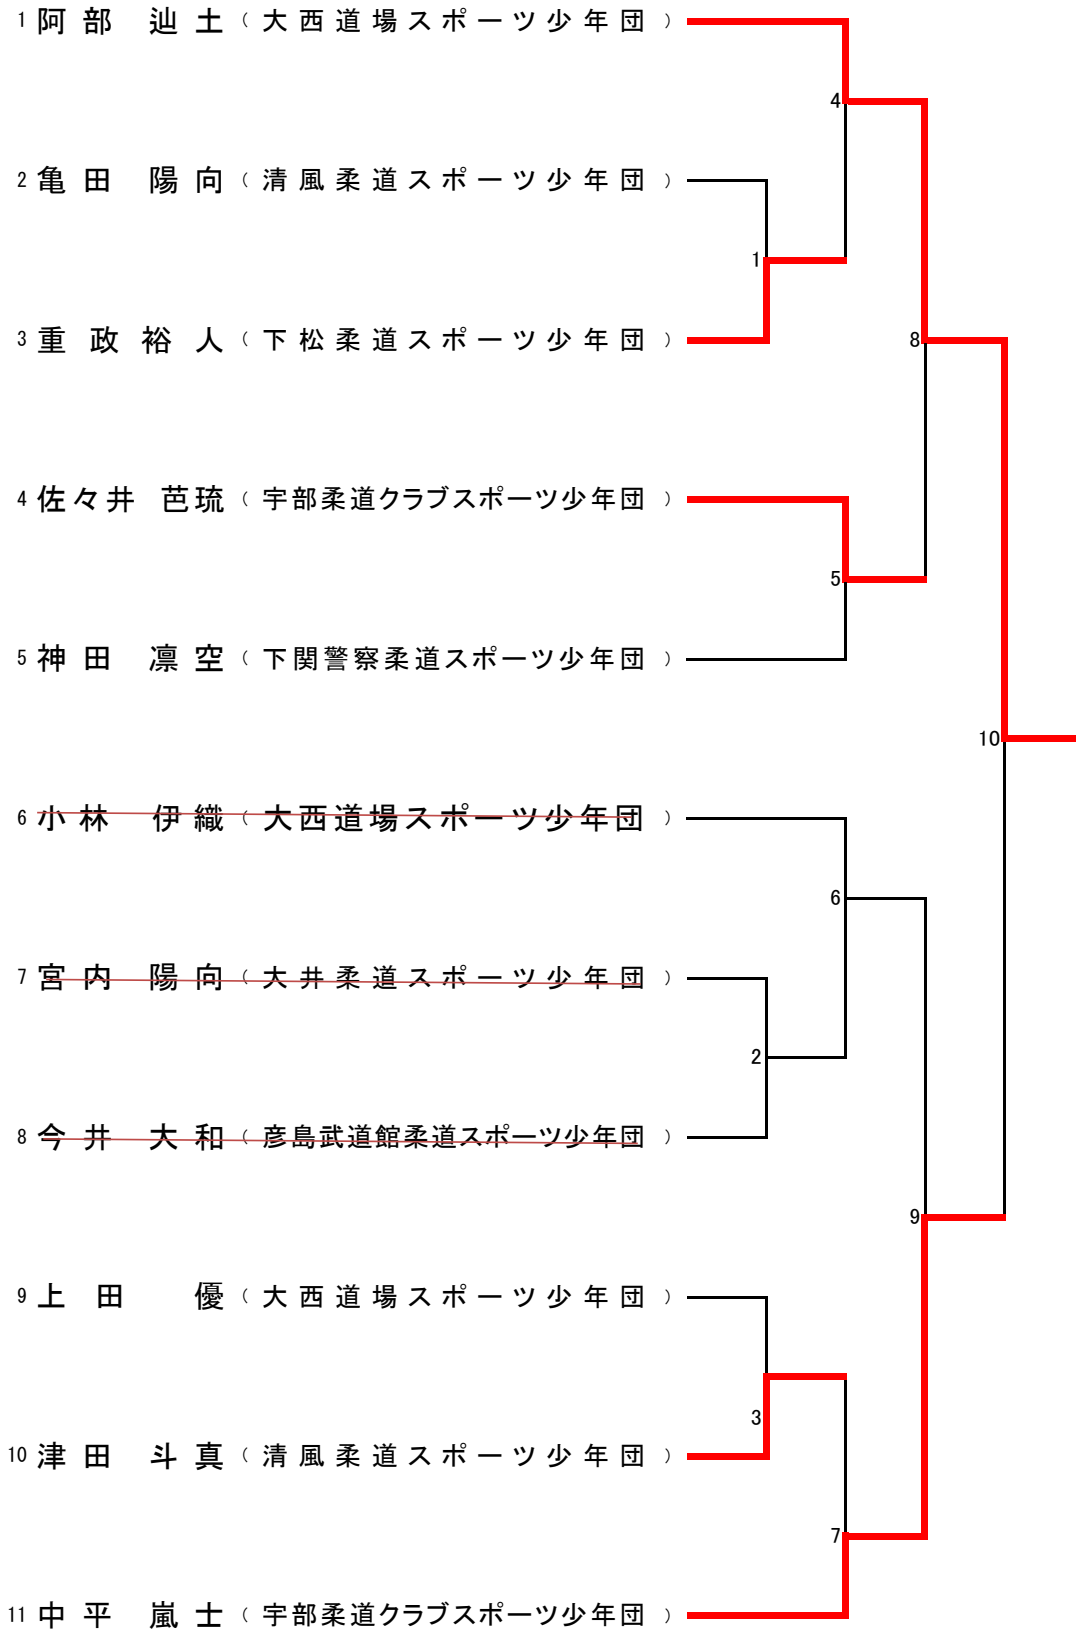 1 阿部 辿土 (大西道場スポーツ少年団)
4
2 亀田 陽向 (清風柔道スポーツ少年団)
1
3 重政裕人 (下松柔道スポーツ少年団)
8
4 佐々井 芭琉 (宇部柔道クラブスポーツ少年団)
5
5 神田 凛空 (下関警察柔道スポーツ少年団)
10
6 小林 伊織 (大西道場スポーツ少年団)
6
7 宮内 陽向 (大井柔道スポーツ少年団)
2
8 今井 大和 (彦島武道館柔道スポーツ少年団)
9
9 上田 優 (大西道場スポーツ少年団)
3
10 津田 斗真 (清風柔道スポーツ少年団)
7
11 中平 嵐士 (宇部柔道クラブスポーツ少年団)